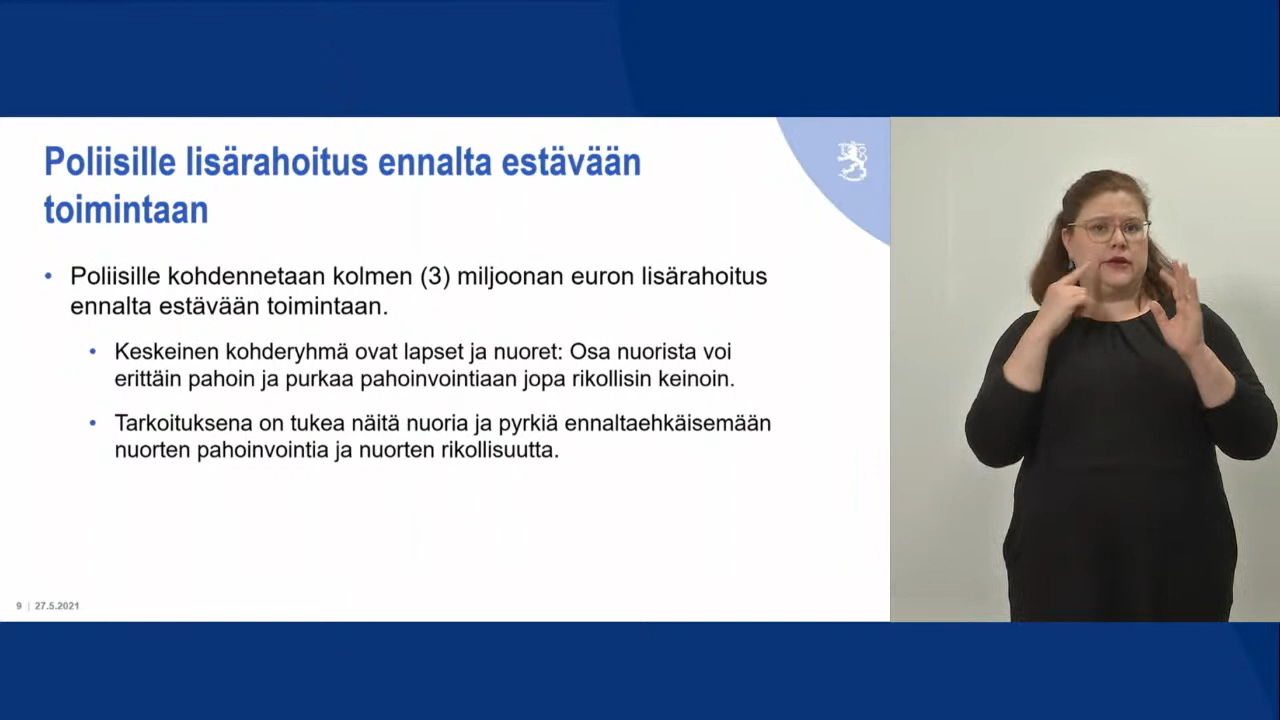 Poliisille lisärahoitus ennalta estävään
toimintaan
• Poliisille kohdennetaan kolmen (3) miljoonan euron lisärahoitus
ennalta estävään toimintaan.
• Keskeinen kohderyhmä ovat lapset ja nuoret: Osa nuorista voi
erittäin pahoin ja purkaa pahoinvointiaan jopa rikollisin keinoin.
• Tarkoituksena on tukea näitä nuoria ja pyrkiä ennaltaehkäisemään
nuorten pahoinvointia ja nuorten rikollisuutta.
9 | 27.5.2021